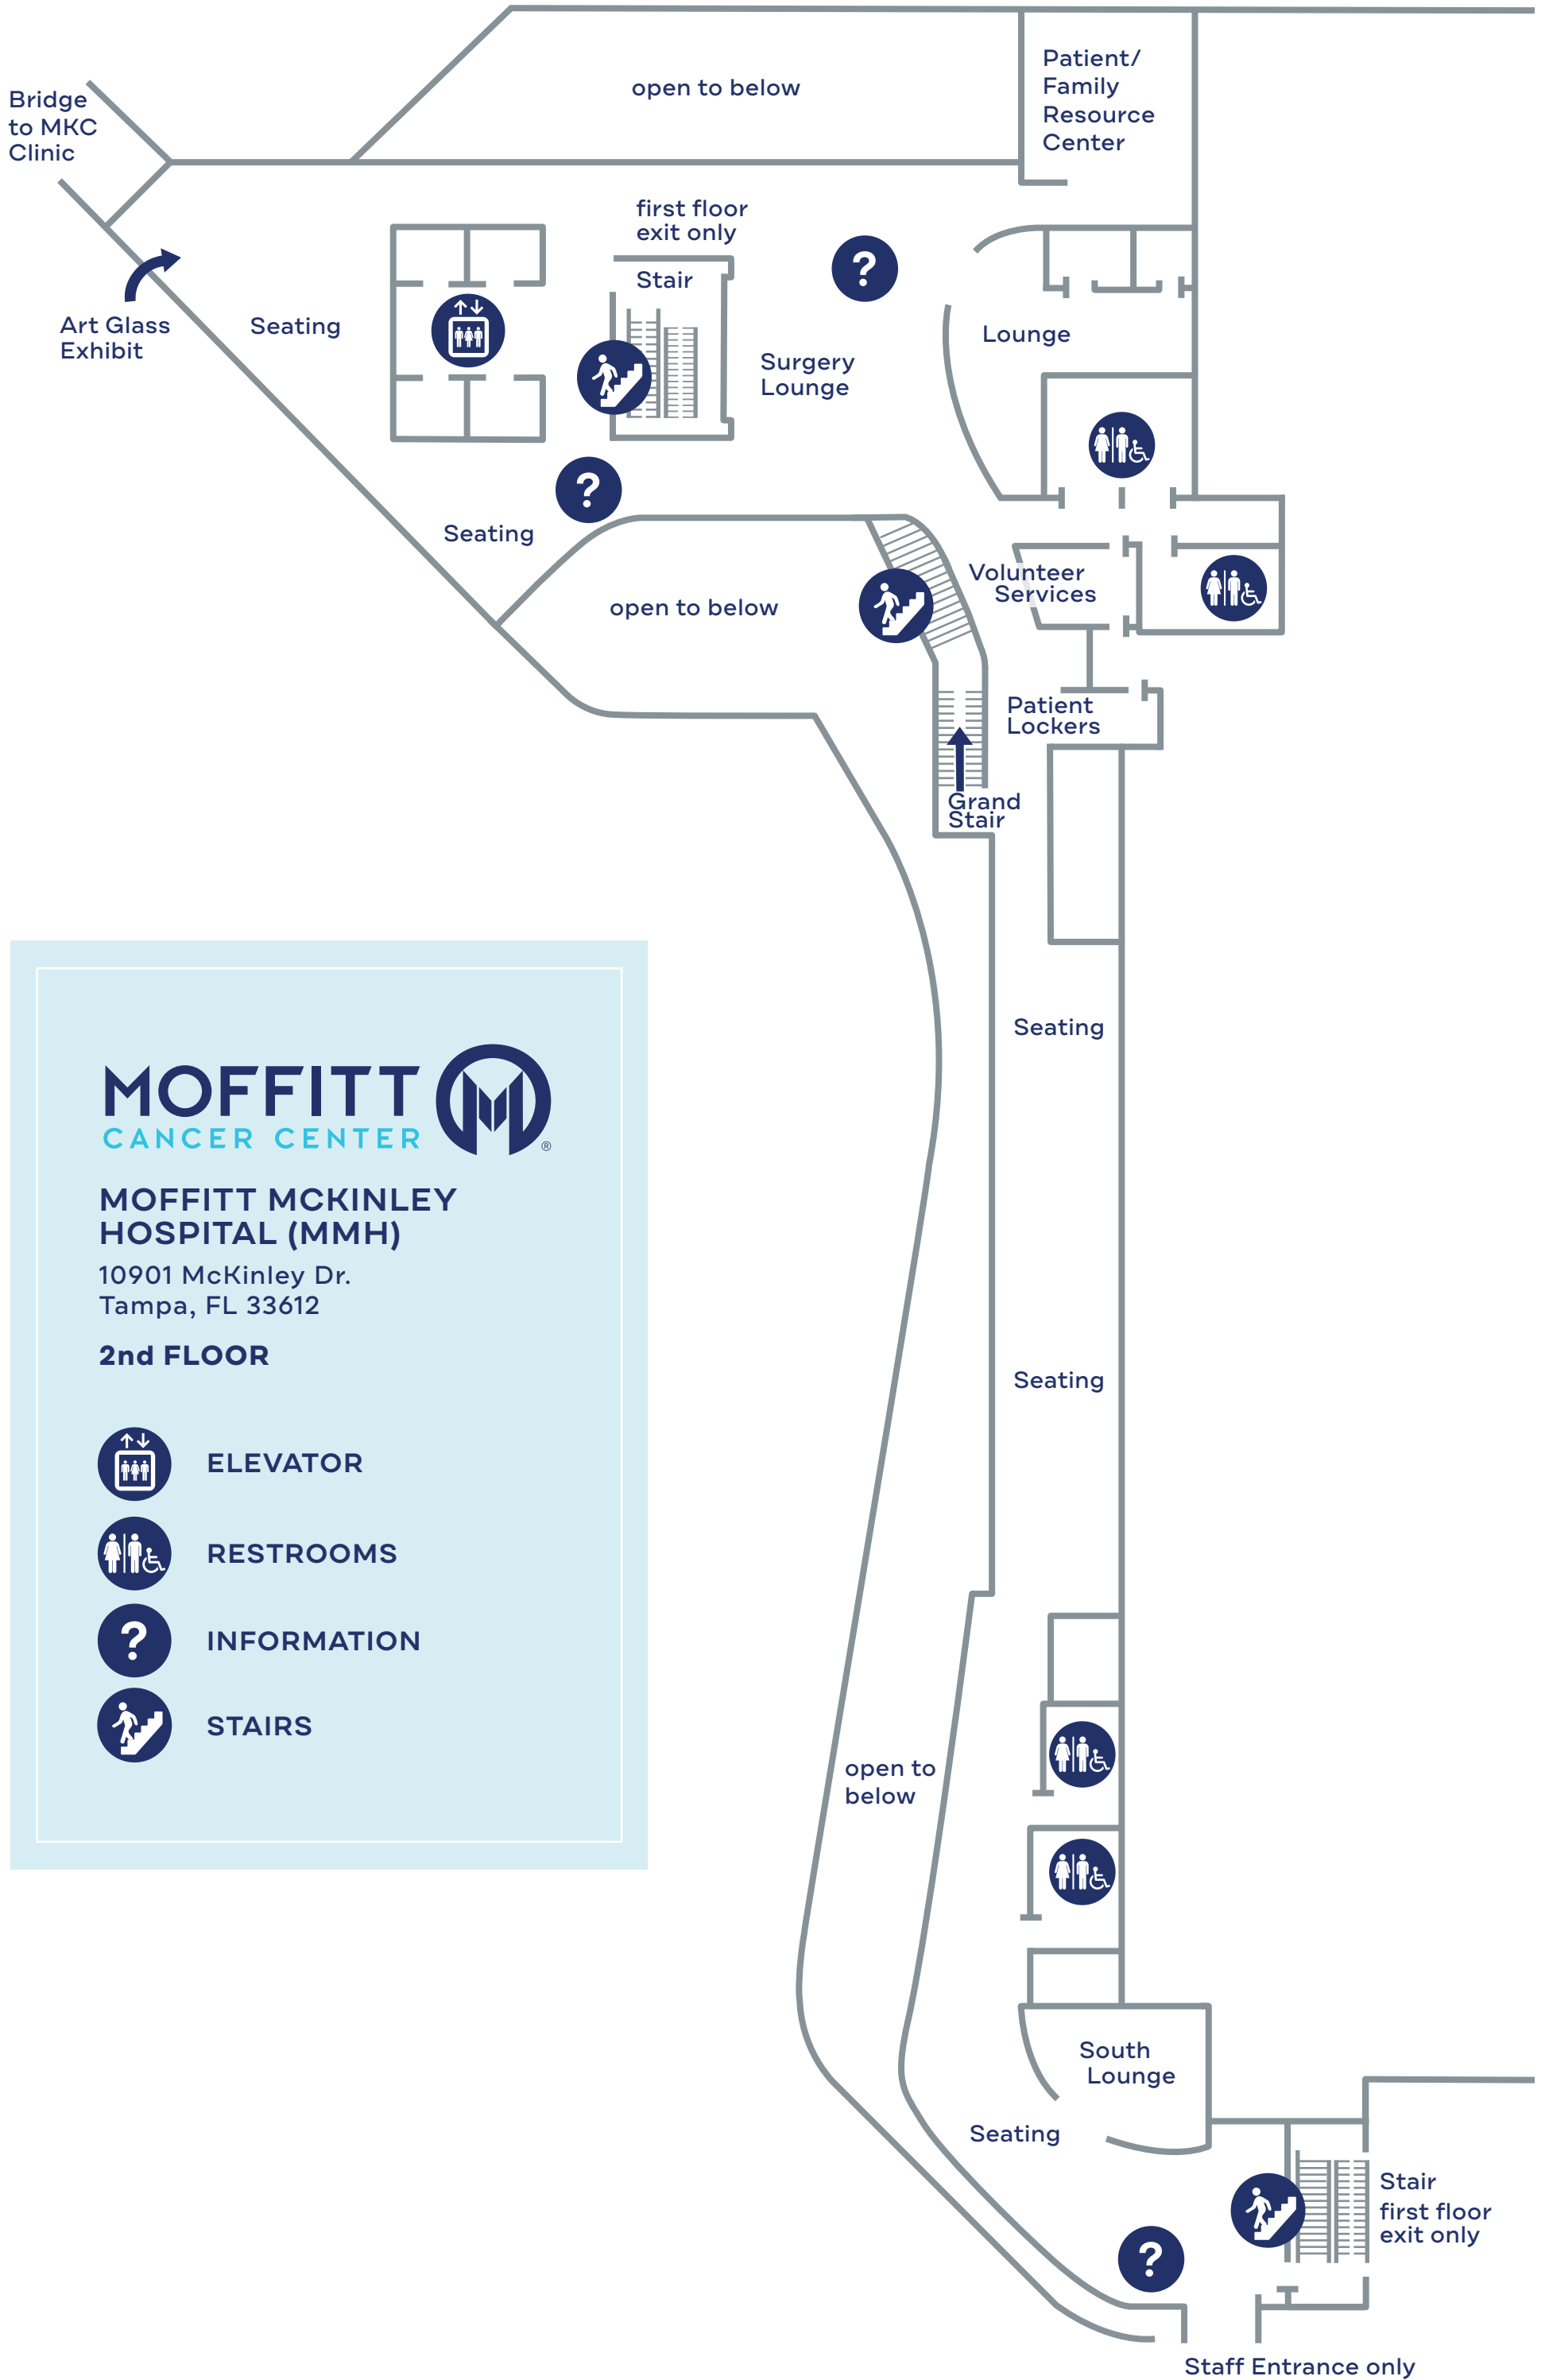 open to below
Patient/
Family
Resource
Center
Bridge
to MKC
Clinic
first floor
exit only
Stair
?
Art Glass
Exhibit
Seating
Lounge
Surgery
Lounge
?
Seating
Volunteer
Services
open to below
Patient
Lockers
Grand
Stair
Seating
MOFFITT
CANCER CENTER
M
®
MOFFITT MCKINLEY
HOSPITAL (MMH)
10901 McKinley Dr.
Tampa, FL 33612
2nd FLOOR
Seating
ELEVATOR
RESTROOMS
?
INFORMATION
STAIRS
open to
below
South
Lounge
Seating
Stair
first floor
exit only
?
Staff Entrance only